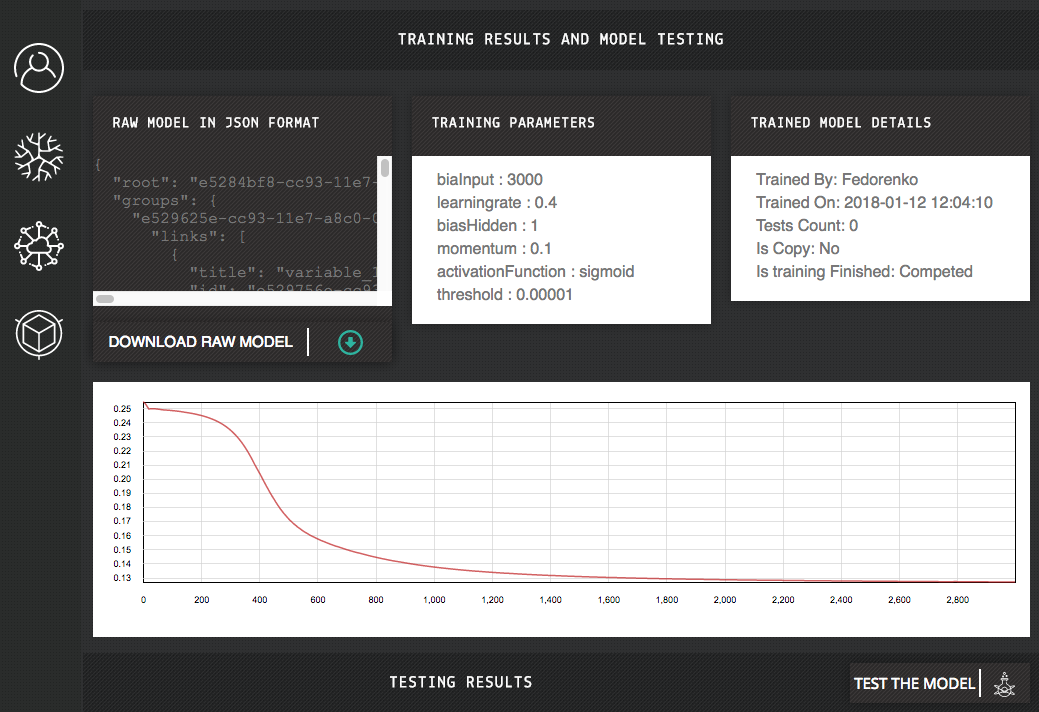 TRAINING RESULTS AND MODEL TESTING
RAW MODEL IN JSON FORMAT
{
"root": "e5284bf8-cc93-11e7-
"groups": {
"e529625e-cc93-11e7-a8c0-
"links": [
{
"title": "variable_
"id": "e529756e-cc93
DOWNLOAD RAW MODEL
TRAINING PARAMETERS
biaInput : 3000
learningrate : 0.4
biasHidden : 1
momentum : 0.1
activationFunction : sigmoid
threshold : 0.00001
TRAINED MODEL DETAILS
Trained By: Fedorenko
Trained On: 2018-01-12 12:04:10
Tests Count: 0
Is Copy: No
Is training Finished: Competed
0.25
0.24
0.23
0.22
0.21
0.20
0.19
0.18
0.17
0.16
0.15
0.14
0.13
0 200 400 600 800 1,000 1,200 1,400 1,600 1,800 2,000 2,200 2,400 2,600 2,800
TESTING RESULTS
TEST THE MODEL